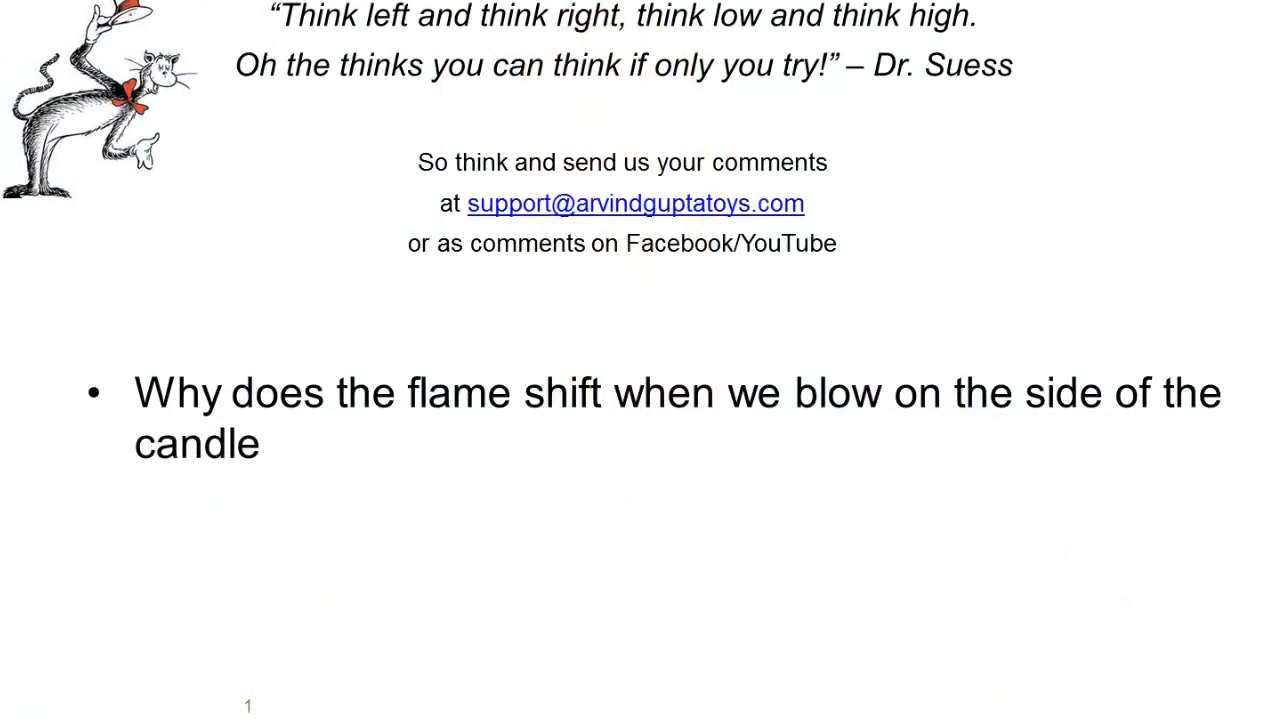 “Think left and think right, think low and think high.
Oh the thinks you can think if only you try!” – Dr. Suess
So think and send us your comments
at support@arvindguptatoys.com
or as comments on Facebook/YouTube
• Why does the flame shift when we blow on the side of the
candle
1